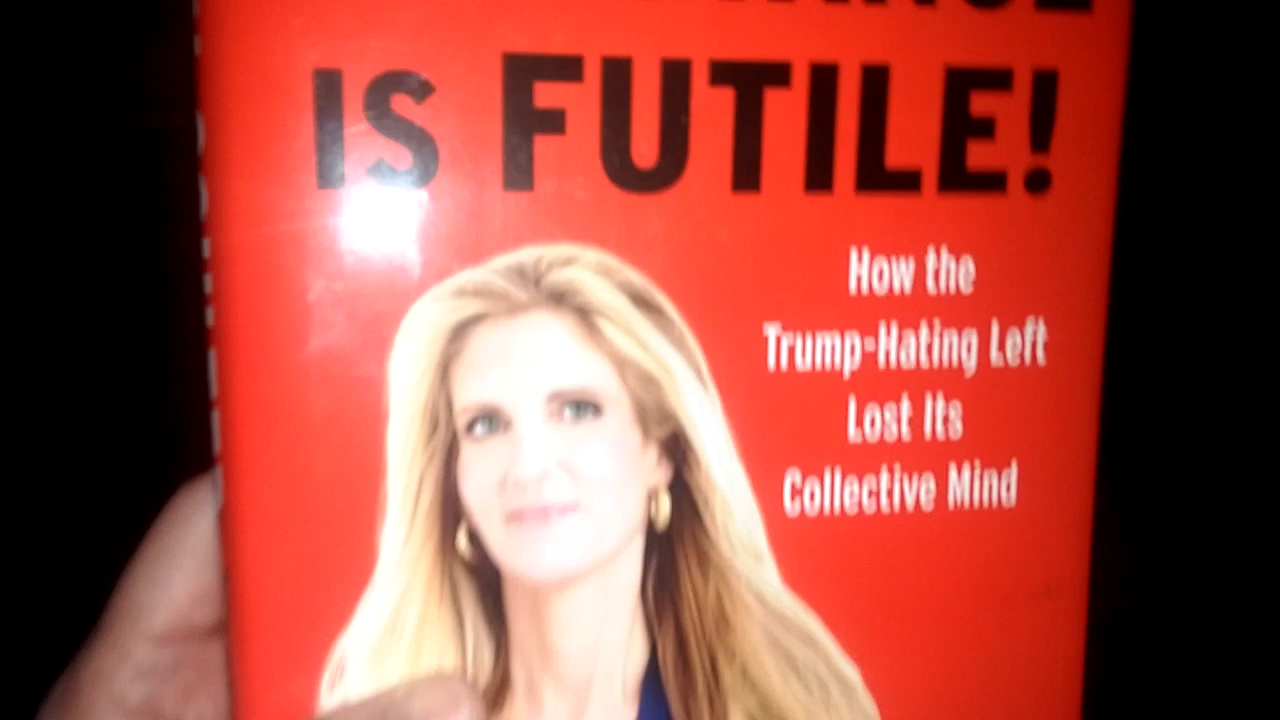 IS FUTILE!
How the
Trump-Hating Left
Lost Its
Collective Mind